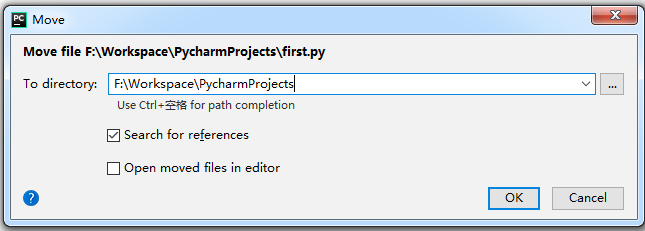 PC Move
Move file F:\Workspace\PycharmProjects\first.py
To directory: F:\Workspace\PycharmProjects ...
Use Ctrl+空格 for path completion
Search for references
Open moved files in editor
? OK Cancel